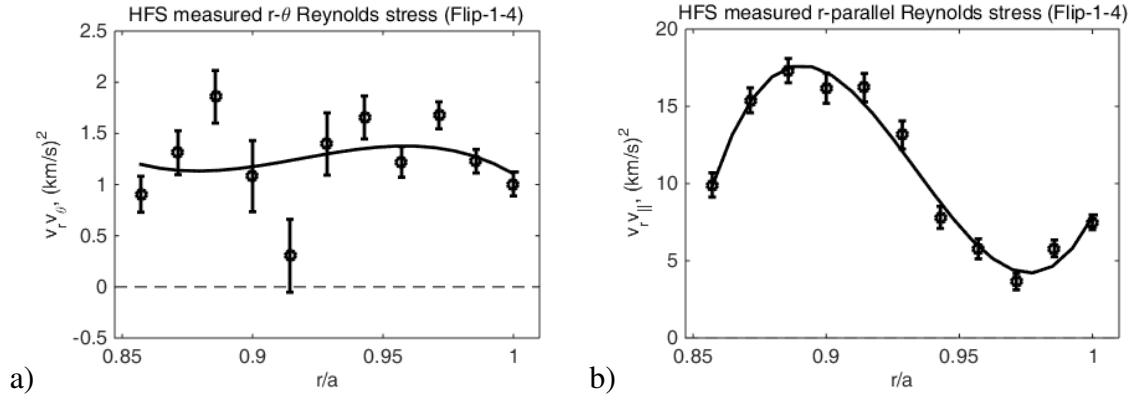 HFS measured r-θ Reynolds stress (Flip-1-4)
2.5
2
1.5
1
0.5
0
-0.5
v_r v_θ, (km/s)^2
0.85 0.9 0.95 1
r/a
a)
HFS measured r-parallel Reynolds stress (Flip-1-4)
20
15
10
5
0
v_r v_||, (km/s)^2
0.85 0.9 0.95 1
r/a
b)